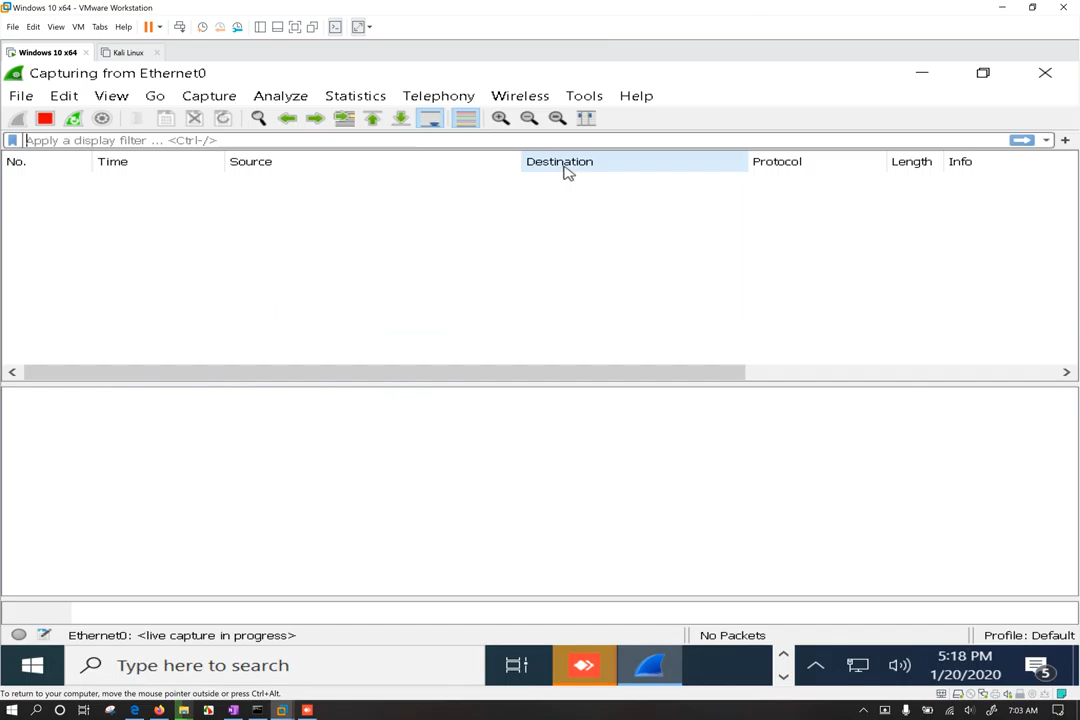 Windows 10 x64 - VMware Workstation
File Edit View VM Tabs Help
Windows 10 x64 Kali Linux
Capturing from Ethernet0
File Edit View Go Capture Analyze Statistics Telephony Wireless Tools Help
Apply a display filter ... <Ctrl-/>
No. Time Source Destination Protocol Length Info
Ethernet0: <live capture in progress> No Packets Profile: Default
Type here to search
5:18 PM
1/20/2020
5
To return to your computer, move the mouse pointer outside or press Ctrl+Alt.
7:03 AM